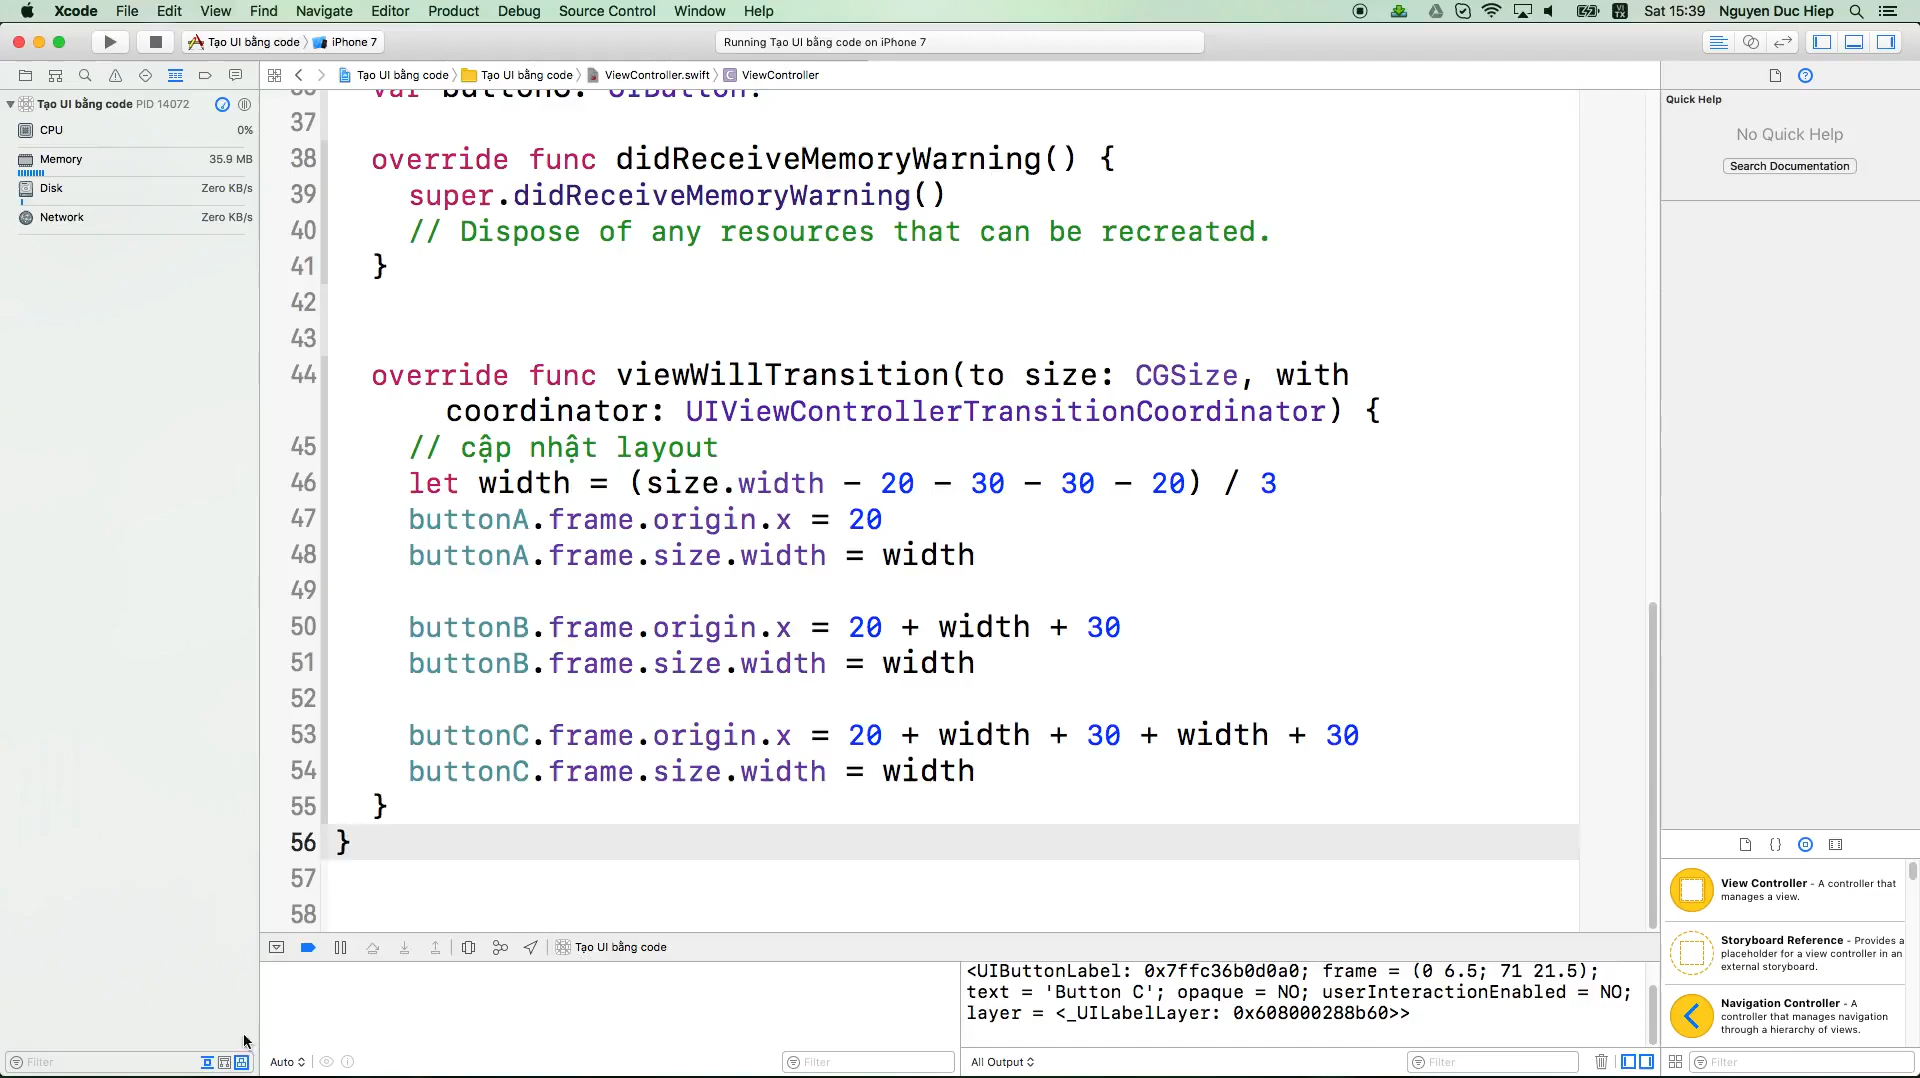 Xcode File Edit View Find Navigate Editor Product Debug Source Control Window Help
Sat 15:39 Nguyen Duc Hiep
Tạo UI bằng code iPhone 7
Running Tạo UI bằng code on iPhone 7
Tạo UI bằng code Tạo UI bằng code ViewController.swift ViewController
Tạo UI bằng code PID 14072
CPU 0%
Memory 35.9 MB
Disk Zero KB/s
Network Zero KB/s
37
38 override func didReceiveMemoryWarning() {
39 super.didReceiveMemoryWarning()
40 // Dispose of any resources that can be recreated.
41 }
42
43
44 override func viewWillTransition(to size: CGSize, with
coordinator: UIViewControllerTransitionCoordinator) {
45 // cập nhật layout
46 let width = (size.width - 20 - 30 - 30 - 20) / 3
47 buttonA.frame.origin.x = 20
48 buttonA.frame.size.width = width
49
50 buttonB.frame.origin.x = 20 + width + 30
51 buttonB.frame.size.width = width
52
53 buttonC.frame.origin.x = 20 + width + 30 + width + 30
54 buttonC.frame.size.width = width
55 }
56 }
57
58
Tạo UI bằng code
<UIButtonLabel: 0x7ffc36b0d0a0; frame = (0 6.5; 71 21.5);
text = 'Button C'; opaque = NO; userInteractionEnabled = NO;
layer = <_UILabelLayer: 0x608000288b60>>
Filter
Auto
Filter
All Output
Filter
Quick Help
No Quick Help
Search Documentation
View Controller - A controller that
manages a view.
Storyboard Reference - Provides a
placeholder for a view controller in an
external storyboard.
Navigation Controller - A
controller that manages navigation
through a hierarchy of views.
Filter